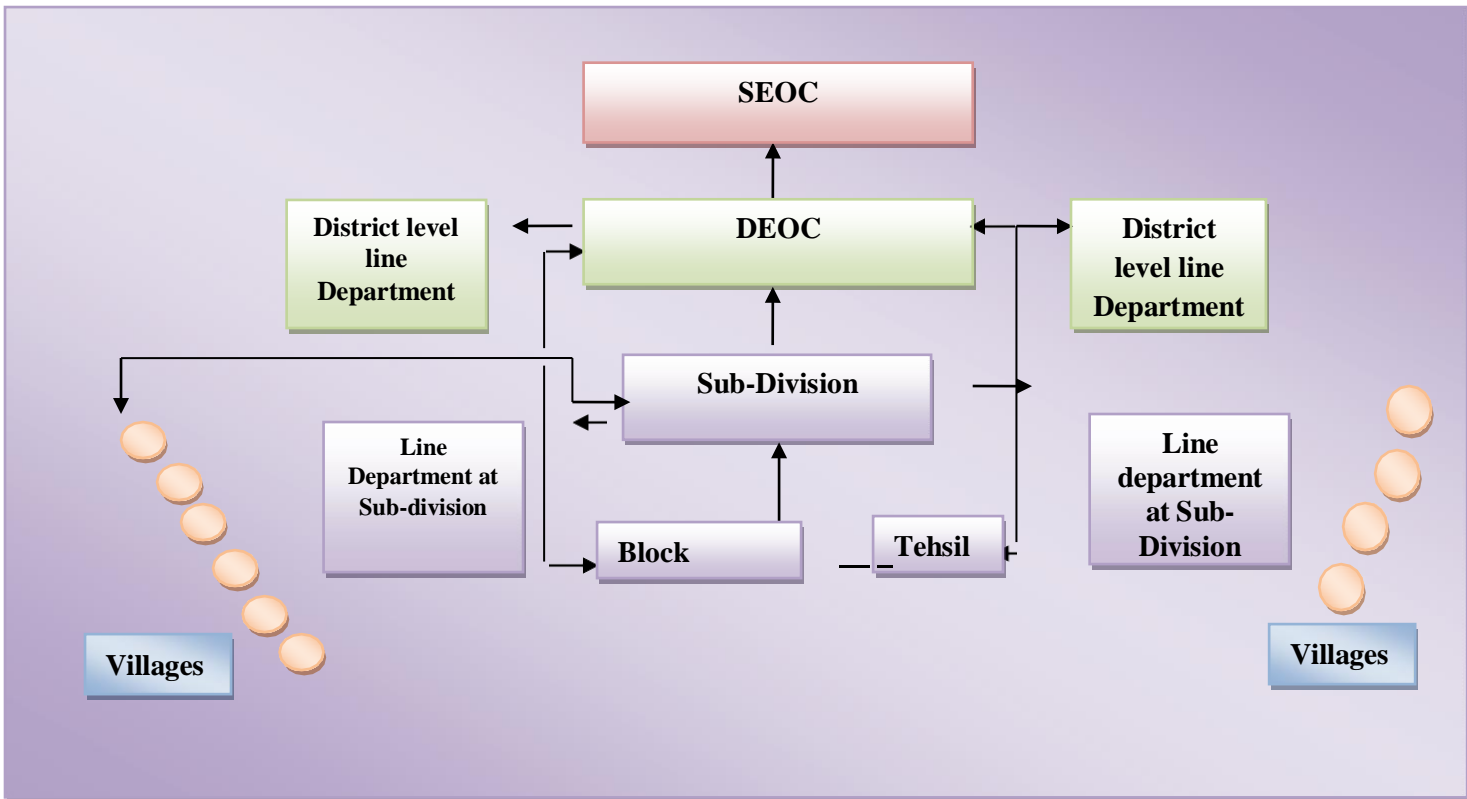 SEOC
District level
line
Department
DEOC
District
level line
Department
Sub-Division
Line
Department at
Sub-division
Line
department
at Sub-
Division
Block
Tehsil
Villages
Villages